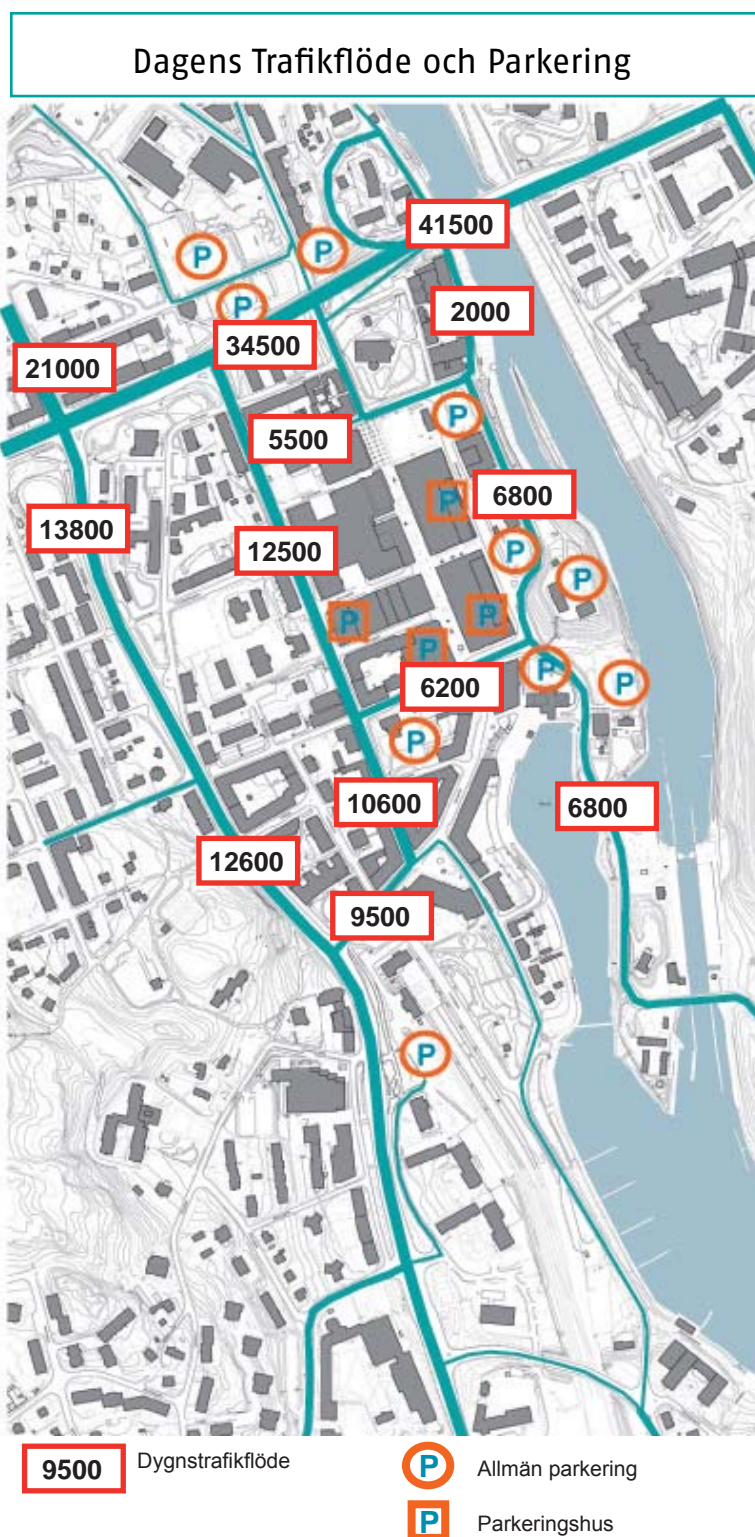 Dagens Trafikflöde och Parkering
41500
P
P
P
2000
34500
21000
P
5500
P
6800
13800
12500
P
P
P
P
P
P
P
6200
P
10600
6800
12600
9500
P
9500 Dygnstrafikflöde
P Allmän parkering
P Parkeringshus